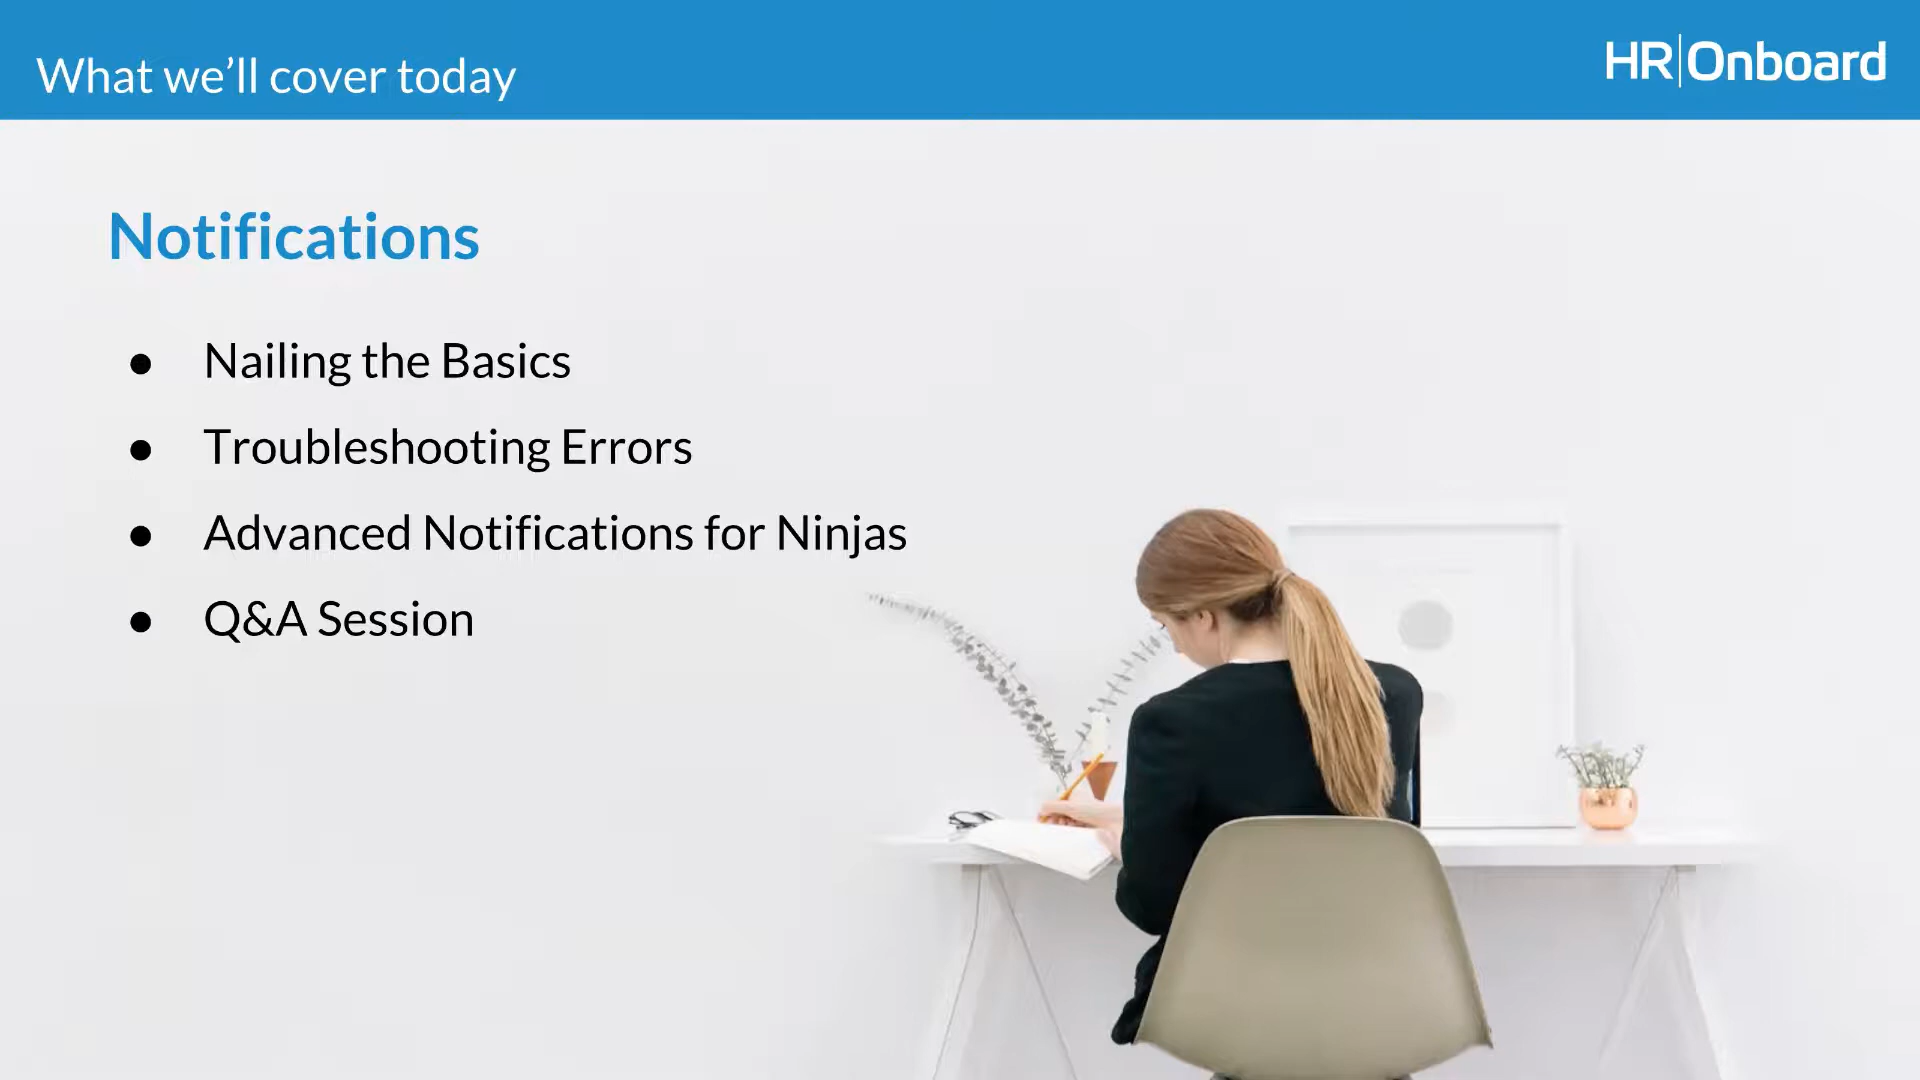 What we’ll cover today
HR|Onboard
Notifications
● Nailing the Basics
● Troubleshooting Errors
● Advanced Notifications for Ninjas
● Q&A Session